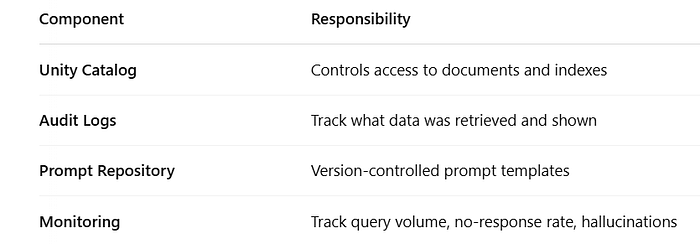 Component Responsibility
Unity Catalog Controls access to documents and indexes
Audit Logs Track what data was retrieved and shown
Prompt Repository Version-controlled prompt templates
Monitoring Track query volume, no-response rate, hallucinations